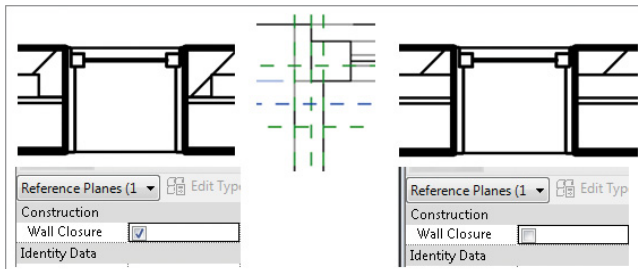 Reference Planes (1
Edit Type
Construction
Wall Closure
Identity Data
Reference Planes (1
Edit Typ
Construction
Wall Closure
Identity Data